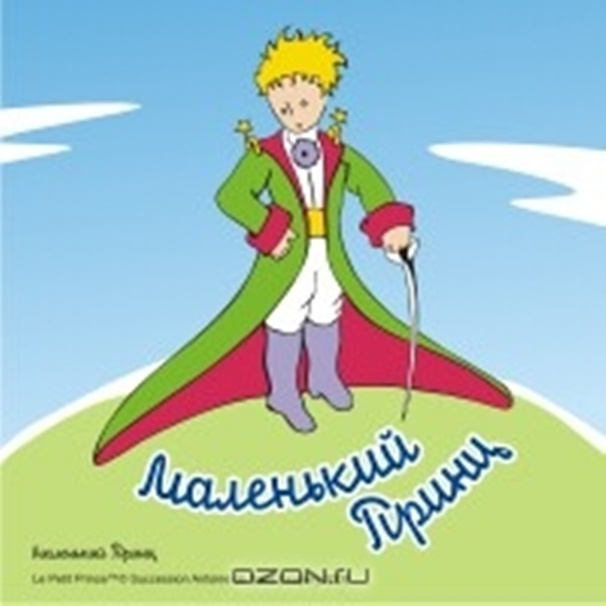 Маленький
Принц
Маленький Принц
Le Petit Prince™© Succession Antoine
OZON.ru